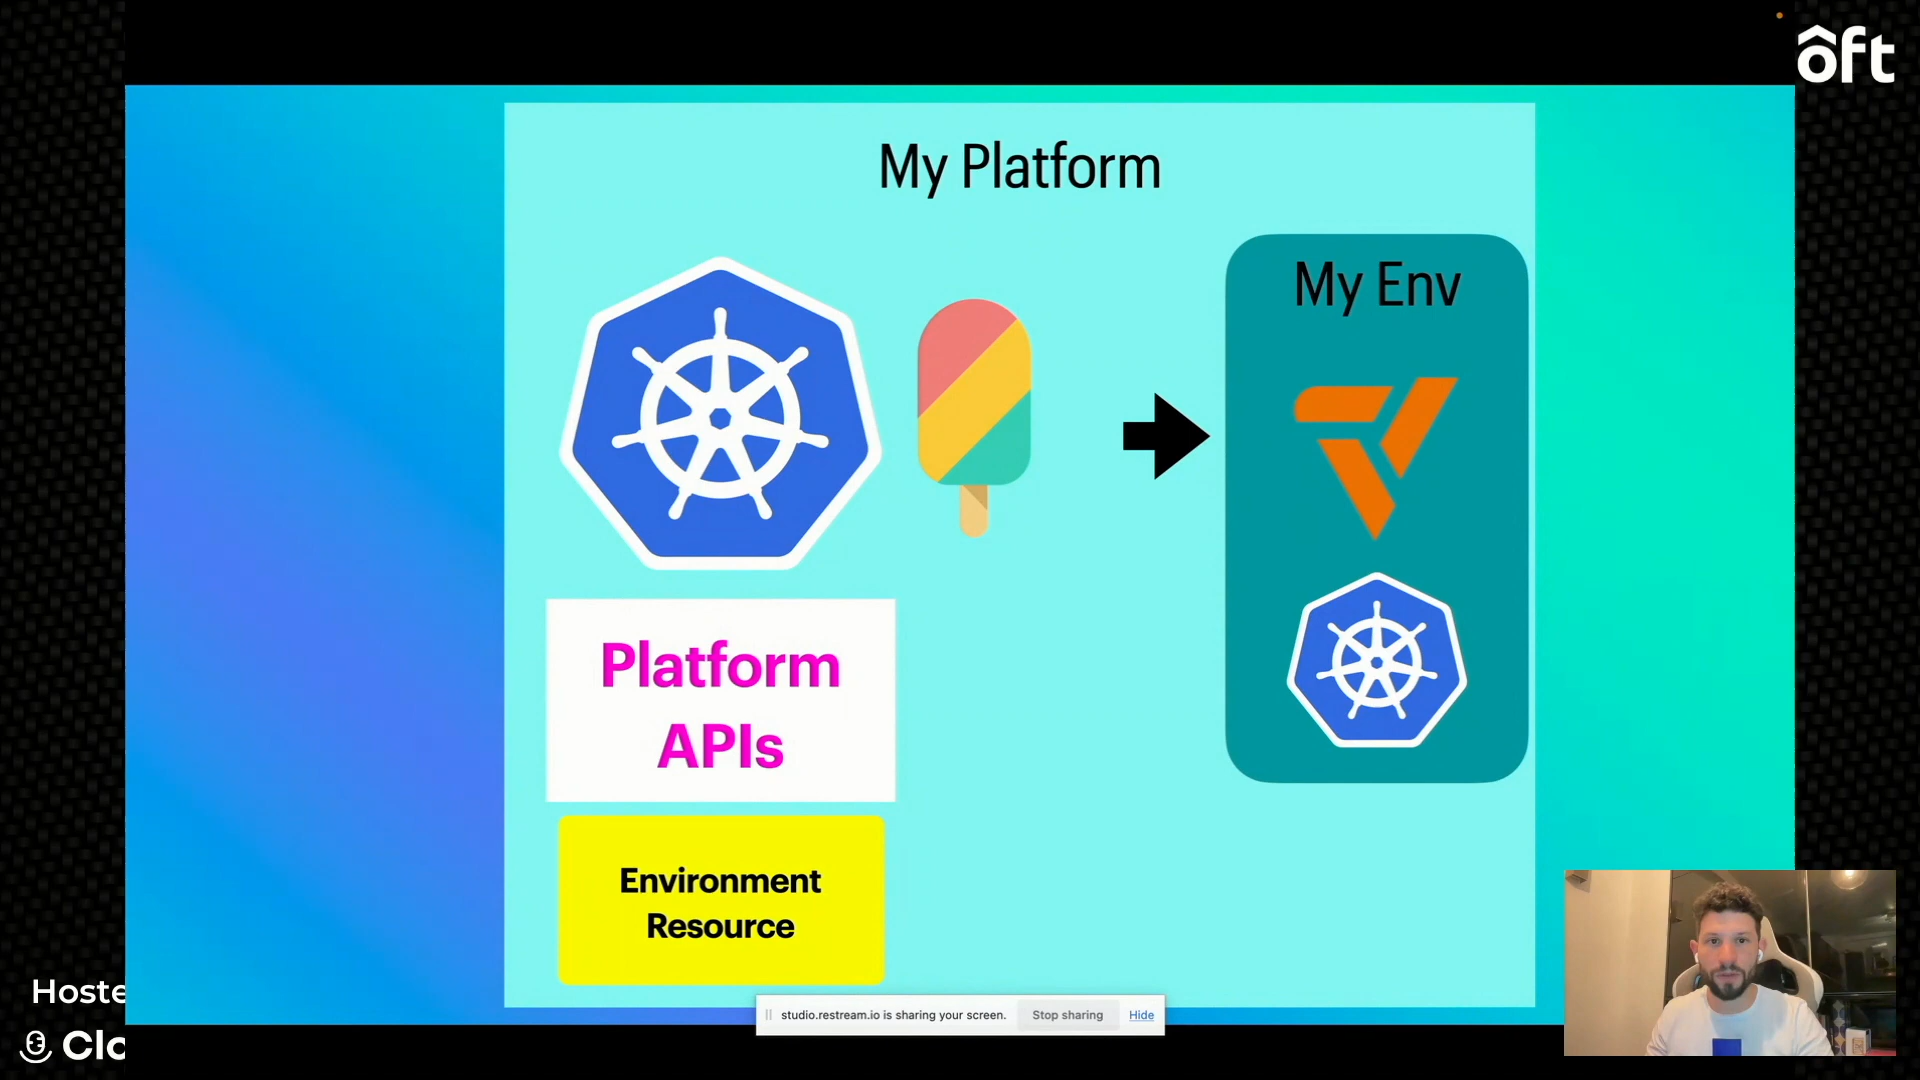 ôft
My Platform
My Env
Platform
APIs
Environment
Resource
Hoste
studio.restream.io is sharing your screen.
Stop sharing
Hide
Clo